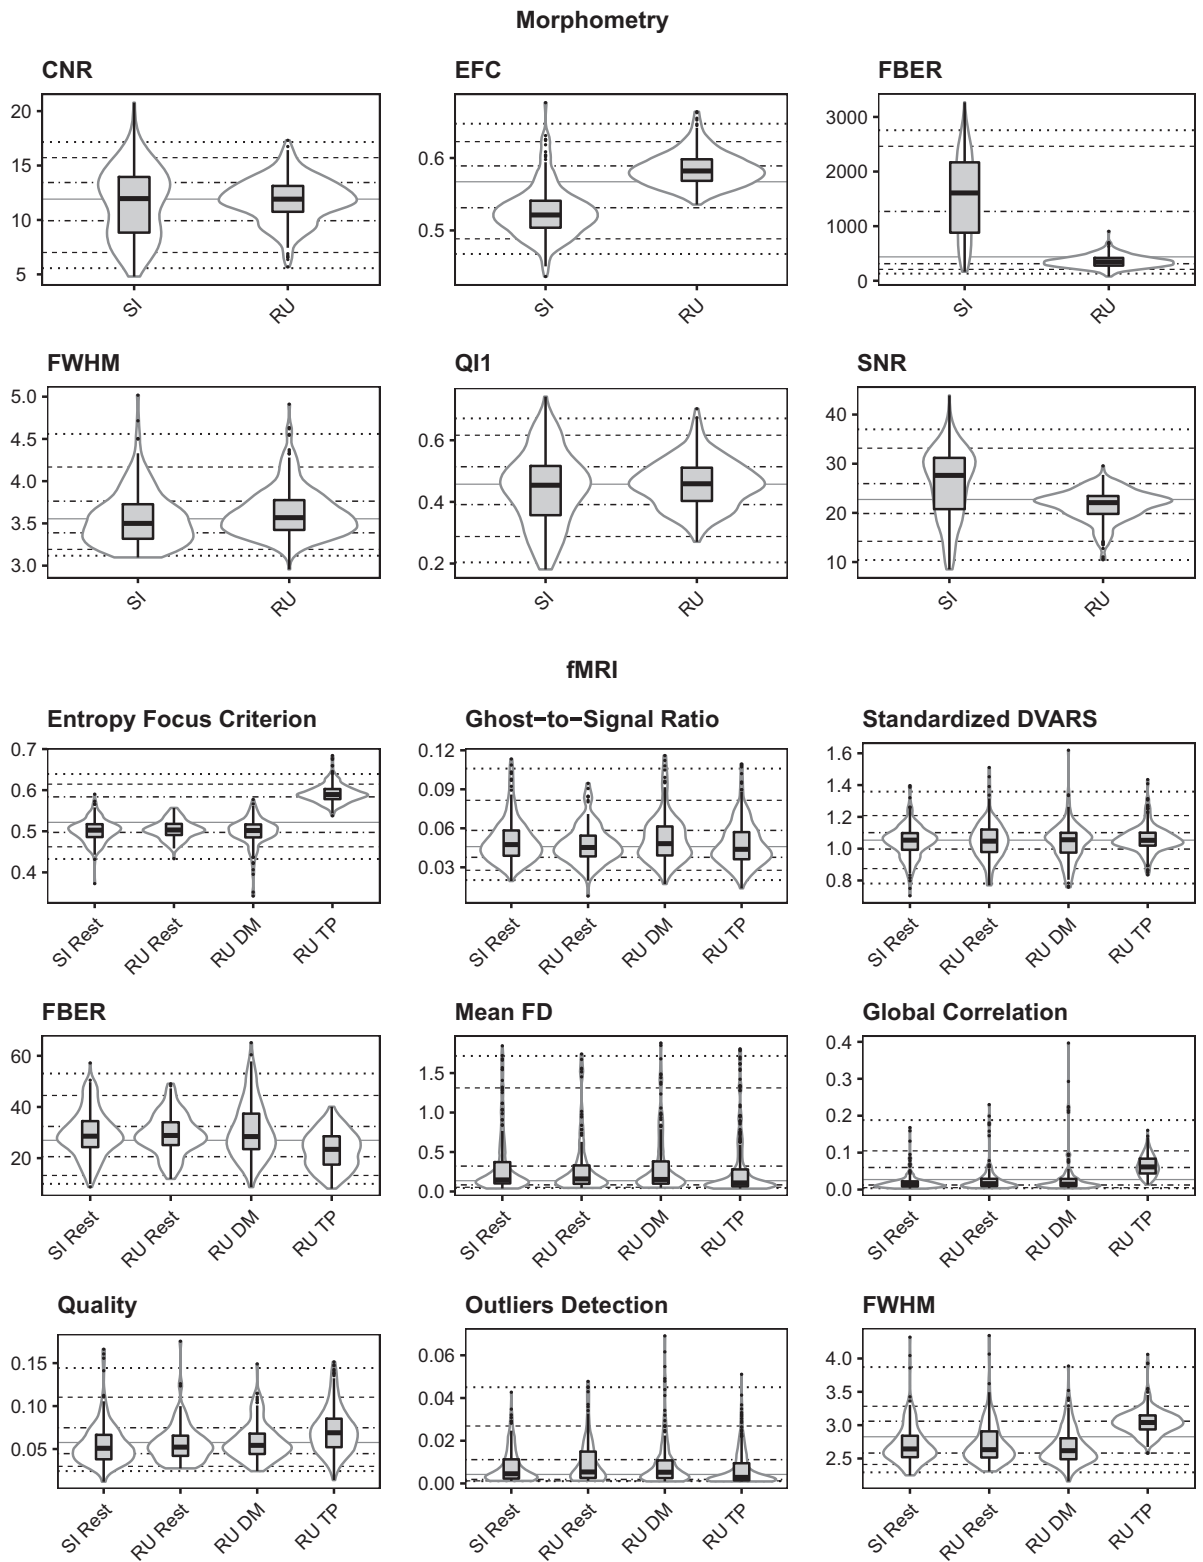 Morphometry
CNR
EFC
FBER
20
15
10
5
0.6
0.5
3000
2000
1000
0
SI
RU
SI
RU
SI
RU
FWHM
QI1
SNR
5.0
4.5
4.0
3.5
3.0
0.6
0.4
0.2
40
30
20
10
SI
RU
SI
RU
SI
RU
fMRI
Entropy Focus Criterion
Ghost−to−Signal Ratio
Standardized DVARS
0.7
0.6
0.5
0.4
0.12
0.09
0.06
0.03
1.6
1.4
1.2
1.0
0.8
SI Rest
RU Rest
RU DM
RU TP
SI Rest
RU Rest
RU DM
RU TP
SI Rest
RU Rest
RU DM
RU TP
FBER
Mean FD
Global Correlation
60
40
20
1.5
1.0
0.5
0.0
0.4
0.3
0.2
0.1
0.0
SI Rest
RU Rest
RU DM
RU TP
SI Rest
RU Rest
RU DM
RU TP
SI Rest
RU Rest
RU DM
RU TP
Quality
Outliers Detection
FWHM
0.15
0.10
0.05
0.06
0.04
0.02
0.00
4.0
3.5
3.0
2.5
SI Rest
RU Rest
RU DM
RU TP
SI Rest
RU Rest
RU DM
RU TP
SI Rest
RU Rest
RU DM
RU TP